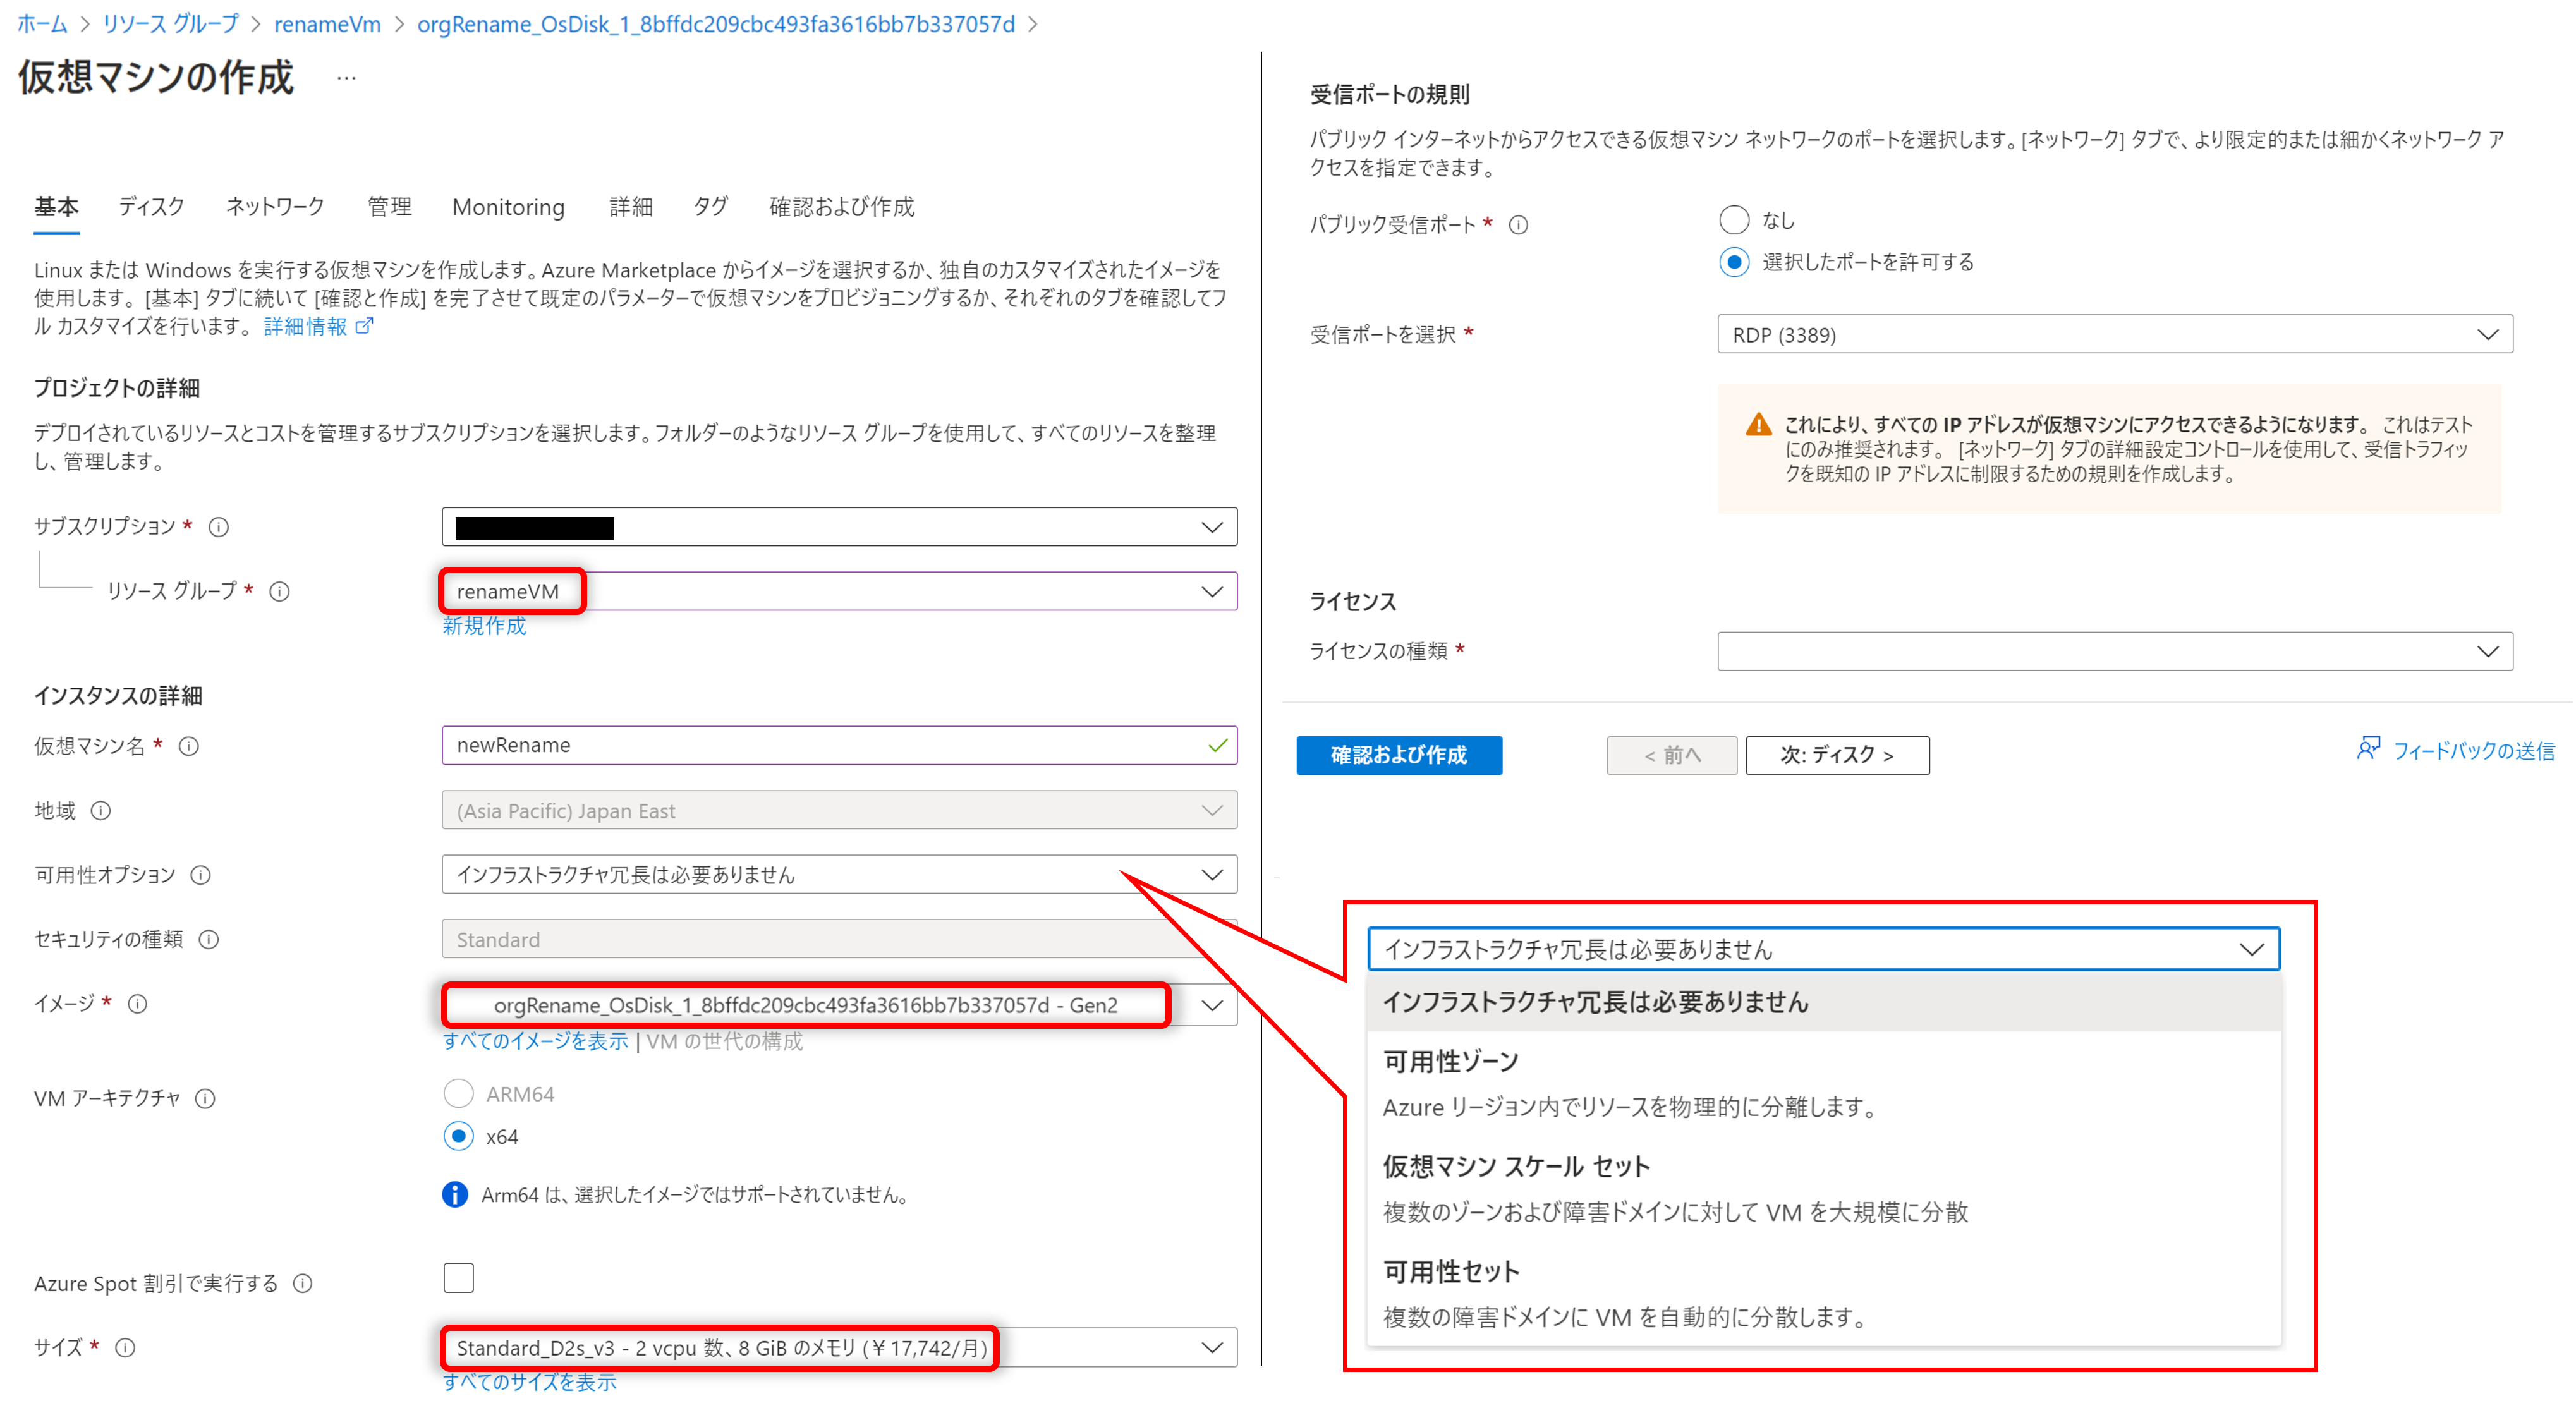 ホーム > リソース グループ > renameVm > orgRename_OsDisk_1_8bffdc209cbc493fa3616bb7b337057d >
仮想マシンの作成 …
基本 ディスク ネットワーク 管理 Monitoring 詳細 タグ 確認および作成
Linux または Windows を実行する仮想マシンを作成します。Azure Marketplace からイメージを選択するか、独自のカスタマイズされたイメージを
使用します。 [基本] タブに続いて [確認と作成] を完了させて既定のパラメーターで仮想マシンをプロビジョニングするか、それぞれのタブを確認してフ
ル カスタマイズを行います。 詳細情報
プロジェクトの詳細
デプロイされているリソースとコストを管理するサブスクリプションを選択します。フォルダーのようなリソース グループを使用して、すべてのリソースを整理
し、管理します。
サブスクリプション *
リソース グループ * renameVM
新規作成
インスタンスの詳細
仮想マシン名 * newRename
地域 (Asia Pacific) Japan East
可用性オプション インフラストラクチャ冗長は必要ありません
セキュリティの種類 Standard
イメージ * orgRename_OsDisk_1_8bffdc209cbc493fa3616bb7b337057d - Gen2
すべてのイメージを表示 | VM の世代の構成
VM アーキテクチャ ARM64
x64
Arm64 は、選択したイメージではサポートされていません。
Azure Spot 割引で実行する
サイズ * Standard_D2s_v3 - 2 vcpu 数、8 GiB のメモリ (¥ 17,742/月)
すべてのサイズを表示
受信ポートの規則
パブリック インターネットからアクセスできる仮想マシン ネットワークのポートを選択します。[ネットワーク] タブで、より限定的または細かくネットワーク ア
クセスを指定できます。
パブリック受信ポート * なし
選択したポートを許可する
受信ポートを選択 * RDP (3389)
これにより、すべての IP アドレスが仮想マシンにアクセスできるようになります。 これはテスト
にのみ推奨されます。 [ネットワーク] タブの詳細設定コントロールを使用して、受信トラフィッ
クを既知の IP アドレスに制限するための規則を作成します。
ライセンス
ライセンスの種類 *
確認および作成 < 前へ 次: ディスク > フィードバックの送信
インフラストラクチャ冗長は必要ありません
インフラストラクチャ冗長は必要ありません
可用性ゾーン
Azure リージョン内でリソースを物理的に分離します。
仮想マシン スケール セット
複数のゾーンおよび障害ドメインに対して VM を大規模に分散
可用性セット
複数の障害ドメインに VM を自動的に分散します。